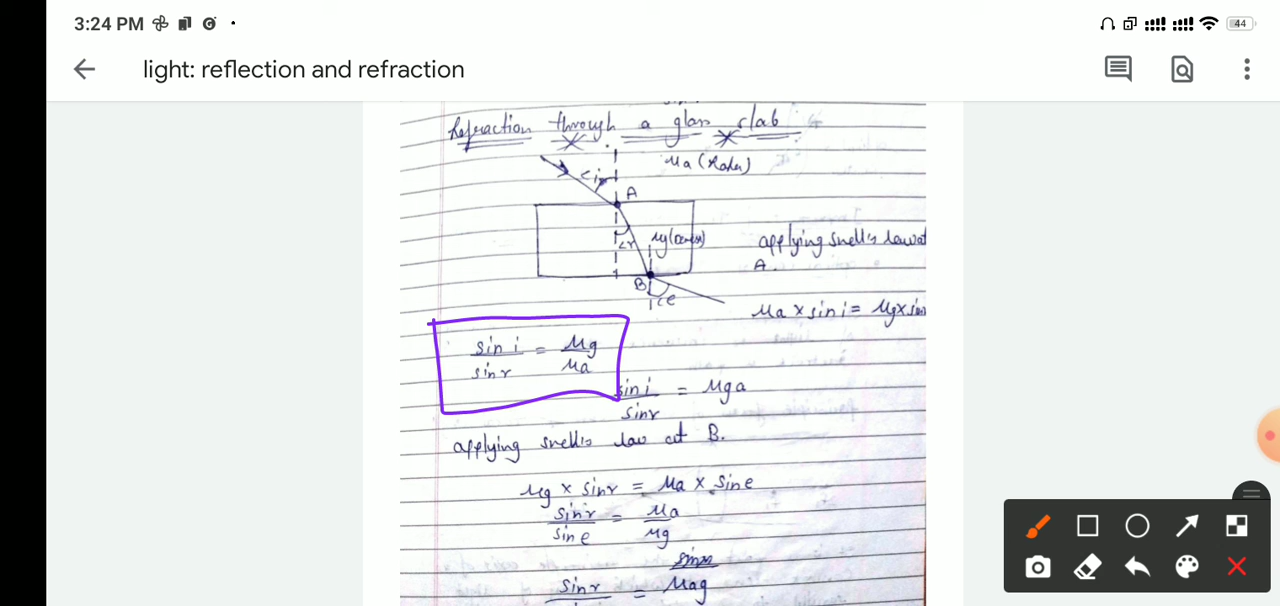 3:24 PM
44
light: reflection and refraction
Refraction through a glass slab
μa (Rarer)
<i
A
<r
μg (Denser)
applying snell's law at
A.
B
<e
μa x sin i = μg x sin
sin i / sin r = μg / μa
sin i / sin r = μga
applying snell's law at B.
μg x sin r = μa x sin e
sin r / sin e = μa / μg
sin r = μag